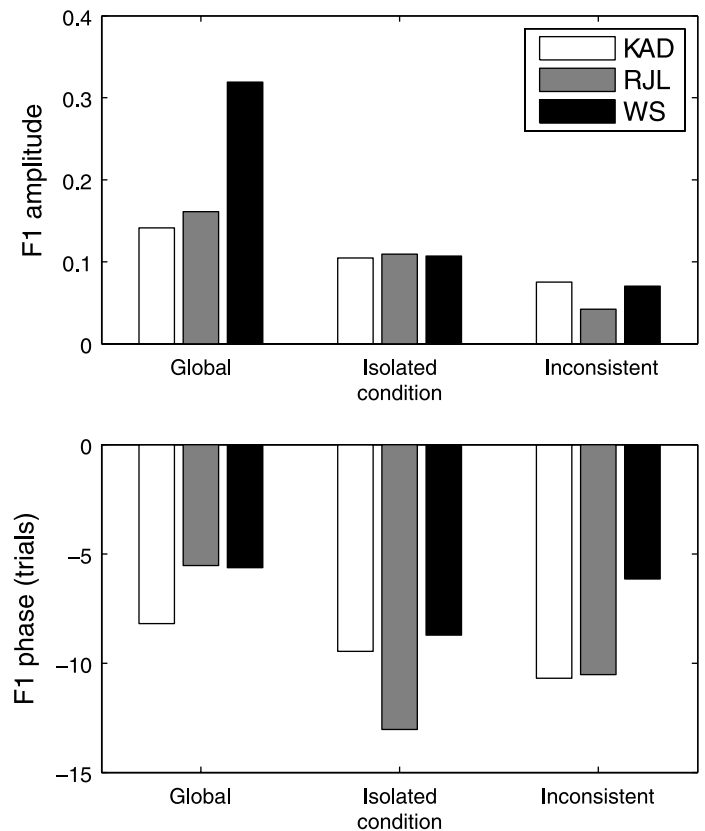 0.4
0.3
0.2
0.1
0
F1 amplitude
KAD
RJL
WS
Global
Isolated
condition
Inconsistent
0
−5
−10
−15
F1 phase (trials)
Global
Isolated
condition
Inconsistent